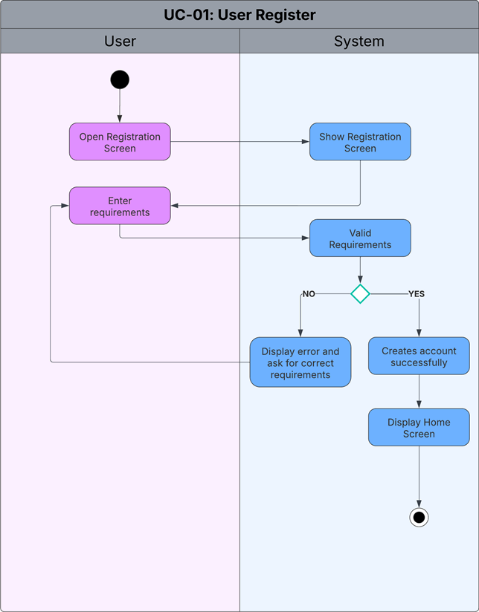 UC-01: User Register
User
System
Open Registration
Screen
Show Registration
Screen
Enter
requirements
Valid
Requirements
NO
YES
Display error and
ask for correct
requirements
Creates account
successfully
Display Home
Screen